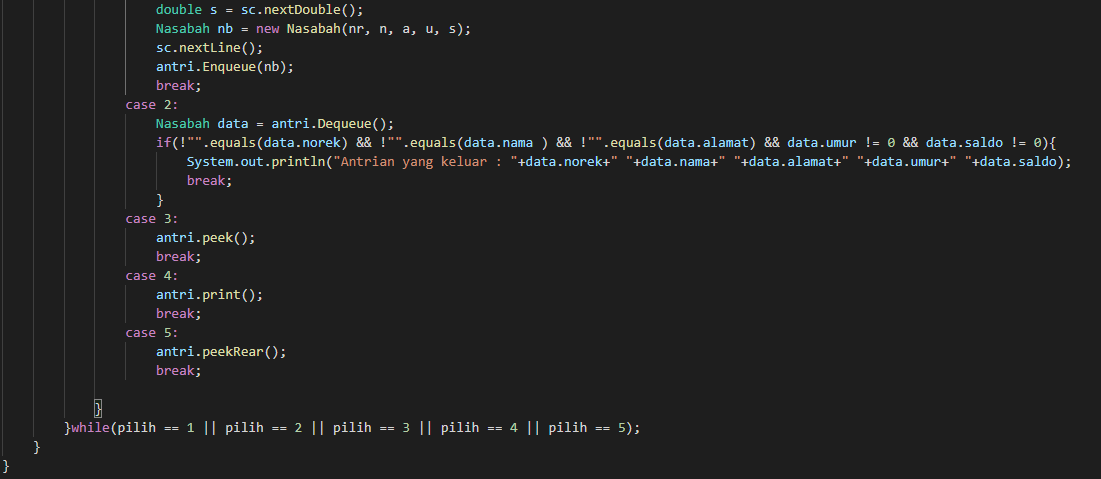 double s = sc.nextDouble();
Nasabah nb = new Nasabah(nr, n, a, u, s);
sc.nextLine();
antri.Enqueue(nb);
break;
case 2:
Nasabah data = antri.Dequeue();
if(!"".equals(data.norek) && !"".equals(data.nama ) && !"".equals(data.alamat) && data.umur != 0 && data.saldo != 0){
System.out.println("Antrian yang keluar : "+data.norek+" "+data.nama+" "+data.alamat+" "+data.umur+" "+data.saldo);
break;
}
case 3:
antri.peek();
break;
case 4:
antri.print();
break;
case 5:
antri.peekRear();
break;
}
}while(pilih == 1 || pilih == 2 || pilih == 3 || pilih == 4 || pilih == 5);
}
}